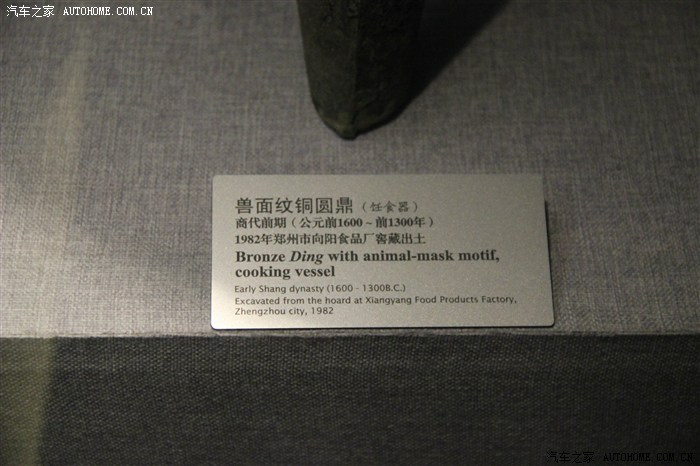 汽车之家 AUTOHOME.COM.CN
兽面纹铜圆鼎（饪食器）
商代前期（公元前1600～前1300年）
1982年郑州市向阳食品厂窖藏出土
Bronze Ding with animal-mask motif,
cooking vessel
Early Shang dynasty (1600 - 1300B.C.)
Excavated from the hoard at Xiangyang Food Products Factory,
Zhengzhou city, 1982
汽车之家 AUTOHOME.COM.CN